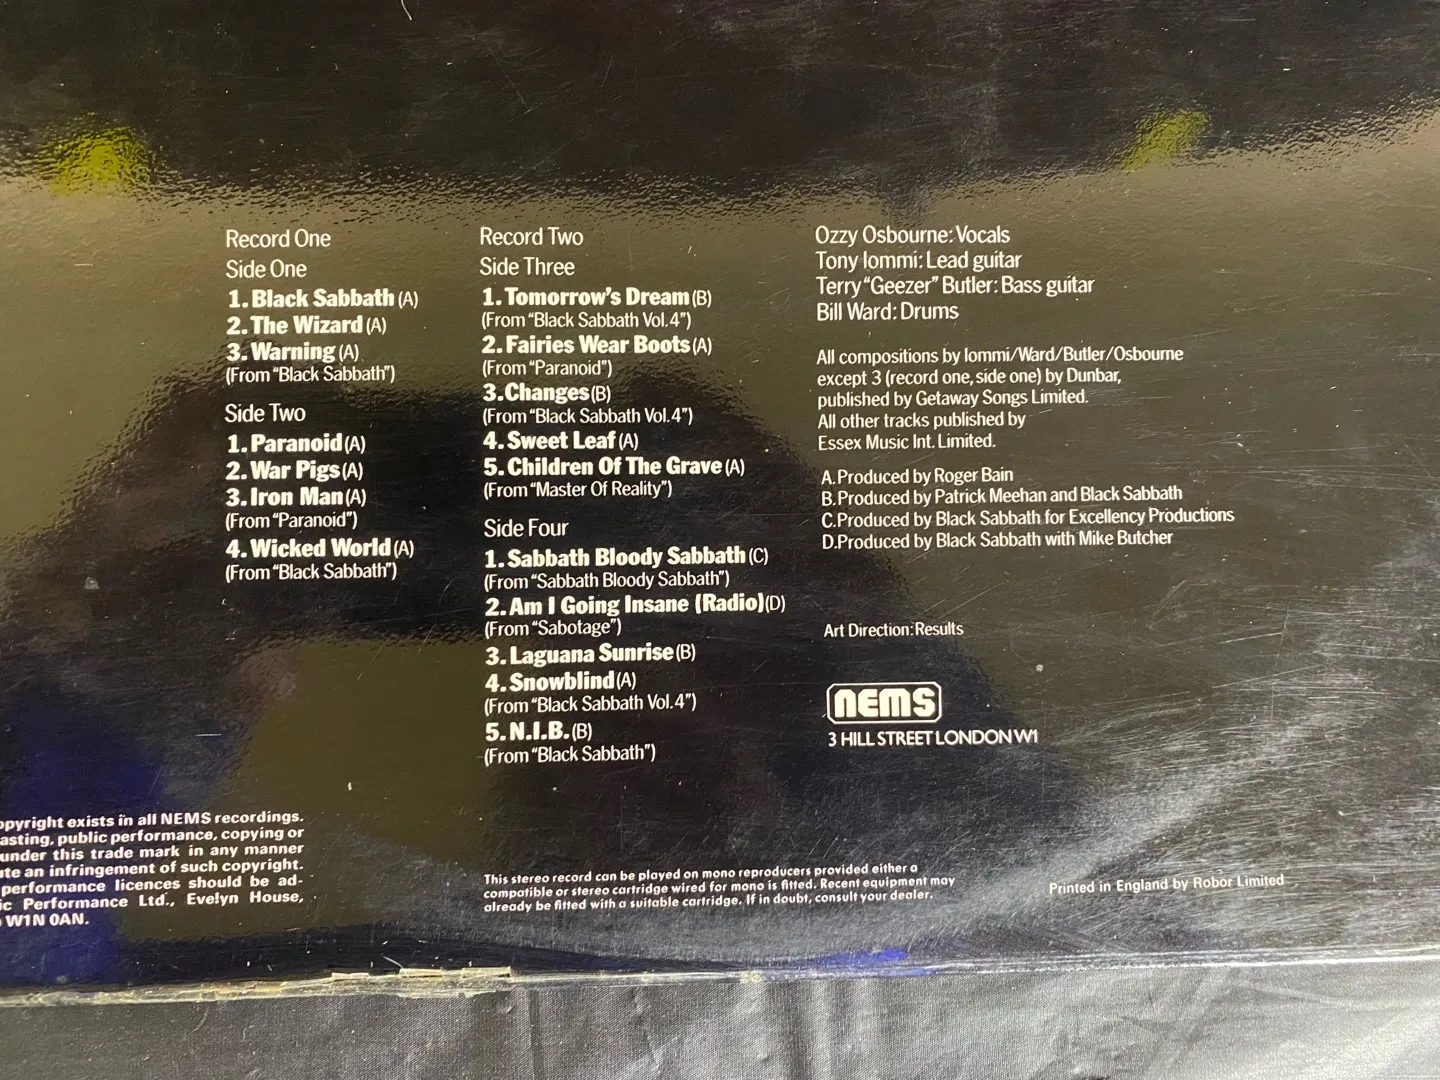 Record One
Side One
1. Black Sabbath (A)
2. The Wizard (A)
3. Warning (A)
(From "Black Sabbath")
Side Two
1. Paranoid (A)
2. War Pigs (A)
3. Iron Man (A)
(From "Paranoid")
4. Wicked World (A)
(From "Black Sabbath")
Record Two
Side Three
1. Tomorrow's Dream (B)
(From "Black Sabbath Vol. 4")
2. Fairies Wear Boots (A)
(From "Paranoid")
3. Changes (B)
(From "Black Sabbath Vol. 4")
4. Sweet Leaf (A)
5. Children Of The Grave (A)
(From "Master Of Reality")
Side Four
1. Sabbath Bloody Sabbath (C)
(From "Sabbath Bloody Sabbath")
2. Am I Going Insane (Radio) (D)
(From "Sabotage")
3. Laguana Sunrise (B)
4. Snowblind (A)
(From "Black Sabbath Vol. 4")
5. N.I.B. (B)
(From "Black Sabbath")
Ozzy Osbourne: Vocals
Tony Iommi: Lead guitar
Terry "Geezer" Butler: Bass guitar
Bill Ward: Drums
All compositions by Iommi/Ward/Butler/Osbourne
except 3 (record one, side one) by Dunbar,
published by Getaway Songs Limited.
All other tracks published by
Essex Music Int. Limited.
A. Produced by Roger Bain
B. Produced by Patrick Meehan and Black Sabbath
C. Produced by Black Sabbath for Excellency Productions
D. Produced by Black Sabbath with Mike Butcher
Art Direction: Results
NEMS
3 HILL STREET LONDON W1
opyright exists in all NEMS recordings.
asting, public performance, copying or
under this trade mark in any manner
te an infringement of such copyright.
performance licences should be ad-
ic Performance Ltd., Evelyn House,
W1N 0AN.
This stereo record can be played on mono reproducers provided either a
compatible or stereo cartridge wired for mono is fitted. Recent equipment may
already be fitted with a suitable cartridge. If in doubt, consult your dealer.
Printed in England by Robor Limited